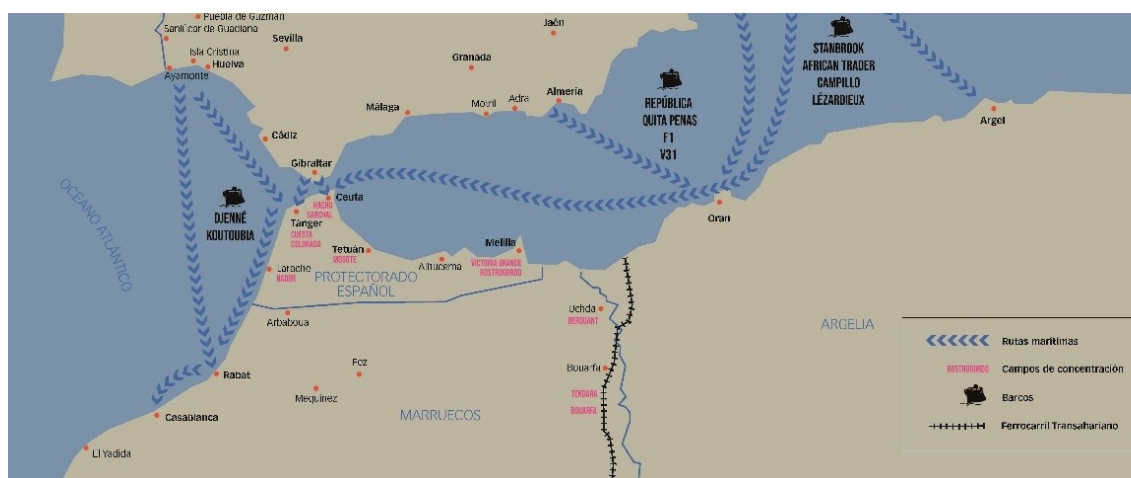 Puebla de Guzmán
Sanlúcar de Guadiana
Sevilla
Isla Cristina
Huelva
Ayamonte
Jaén
Granada
Almería
Adra
Motril
Málaga
Cádiz
Gibraltar
Ceuta
HACHO
SARCHAL
Tánger
CUESTA
COLORADA
Tetuán
MOGOTE
Larache
NADOR
Alhucema
Melilla
VICTORIA GRANDE
ROSTROGORDO
PROTECTORADO
ESPAÑOL
OCÉANO ATLÁNTICO
DJENNÉ
KOUTOUBIA
REPÚBLICA
QUITA PENAS
F1
V31
STANBROOK
AFRICAN TRADER
CAMPILLO
LÉZARDIEUX
Argel
Oran
Arbaboua
Fez
Mequínez
Rabat
Casablanca
El Yadida
MARRUECOS
Uchda
BERGUANT
Bouarfa
TENDARA
BOUARFA
ARGELIA
Rutas marítimas
ROSTROGORDO Campos de concentración
Barcos
Ferrocarril Transahariano